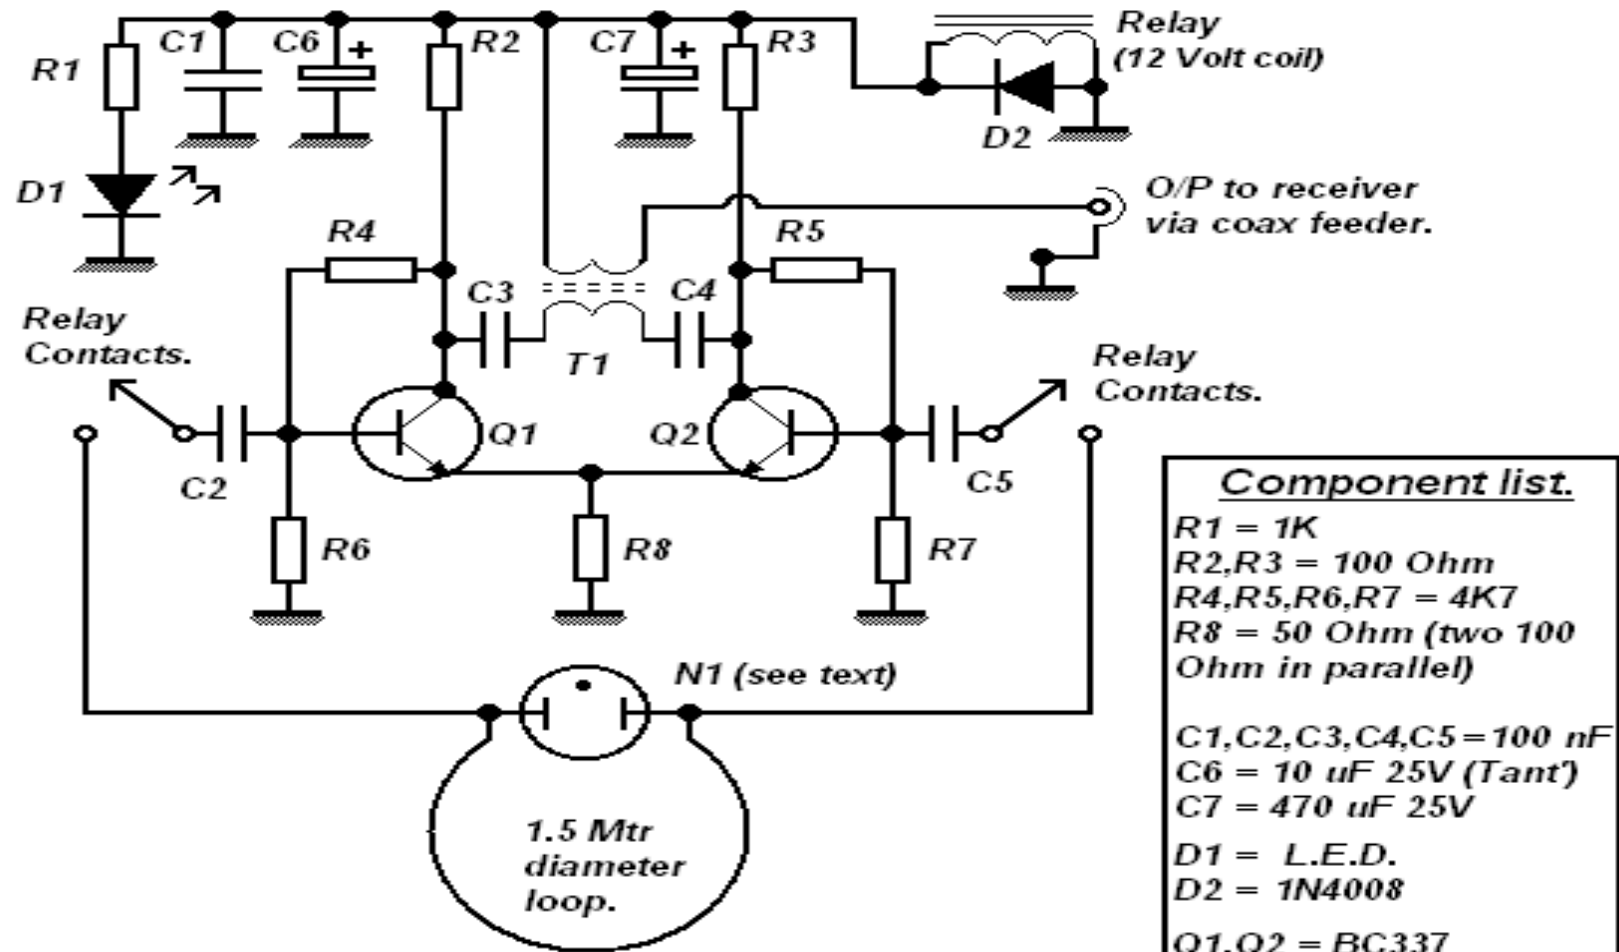 C1
C6
+
R2
C7
+
R3
Relay
(12 Volt coil)
R1
D2
D1
O/P to receiver
via coax feeder.
R4
R5
C3
C4
Relay
Contacts.
T1
Relay
Contacts.
Q1
Q2
C2
C5
R6
R8
R7
N1 (see text)
1.5 Mtr
diameter
loop.
Component list.
R1 = 1K
R2,R3 = 100 Ohm
R4,R5,R6,R7 = 4K7
R8 = 50 Ohm (two 100
Ohm in parallel)
C1,C2,C3,C4,C5=100 nF
C6 = 10 uF 25V (Tant')
C7 = 470 uF 25V
D1 = L.E.D.
D2 = 1N4008
Q1,Q2 = BC337